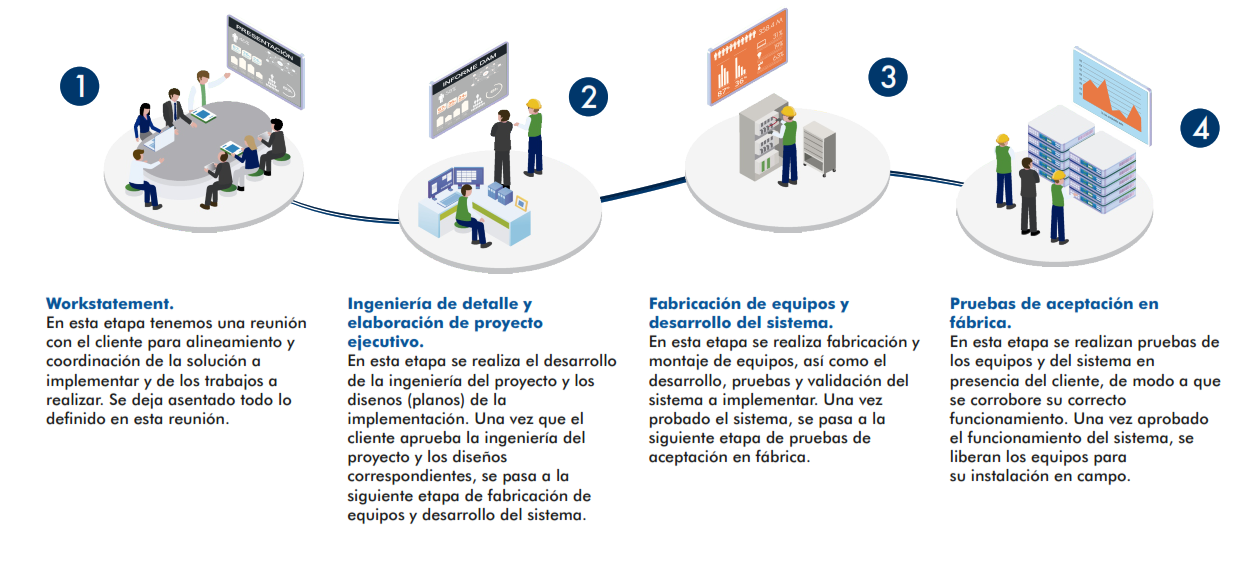 1
PRESENTACIÓN
2
INFORME DAM
3
358.4 M
31%
87%
36
4
Workstatement.
En esta etapa tenemos una reunión
con el cliente para alineamiento y
coordinación de la solución a
implementar y de los trabajos a
realizar. Se deja asentado todo lo
definido en esta reunión.
Ingeniería de detalle y
elaboración de proyecto
ejecutivo.
En esta etapa se realiza el desarrollo
de la ingeniería del proyecto y los
disenos (planos) de la
implementación. Una vez que el
cliente aprueba la ingeniería del
proyecto y los diseños
correspondientes, se pasa a la
siguiente etapa de fabricación de
equipos y desarrollo del sistema.
Fabricación de equipos y
desarrollo del sistema.
En esta etapa se realiza fabricación y
montaje de equipos, así como el
desarrollo, pruebas y validación del
sistema a implementar. Una vez
probado el sistema, se pasa a la
siguiente etapa de pruebas de
aceptación en fábrica.
Pruebas de aceptación en
fábrica.
En esta etapa se realizan pruebas de
los equipos y del sistema en
presencia del cliente, de modo a que
se corrobore su correcto
funcionamiento. Una vez aprobado
el funcionamiento del sistema, se
liberan los equipos para
su instalación en campo.